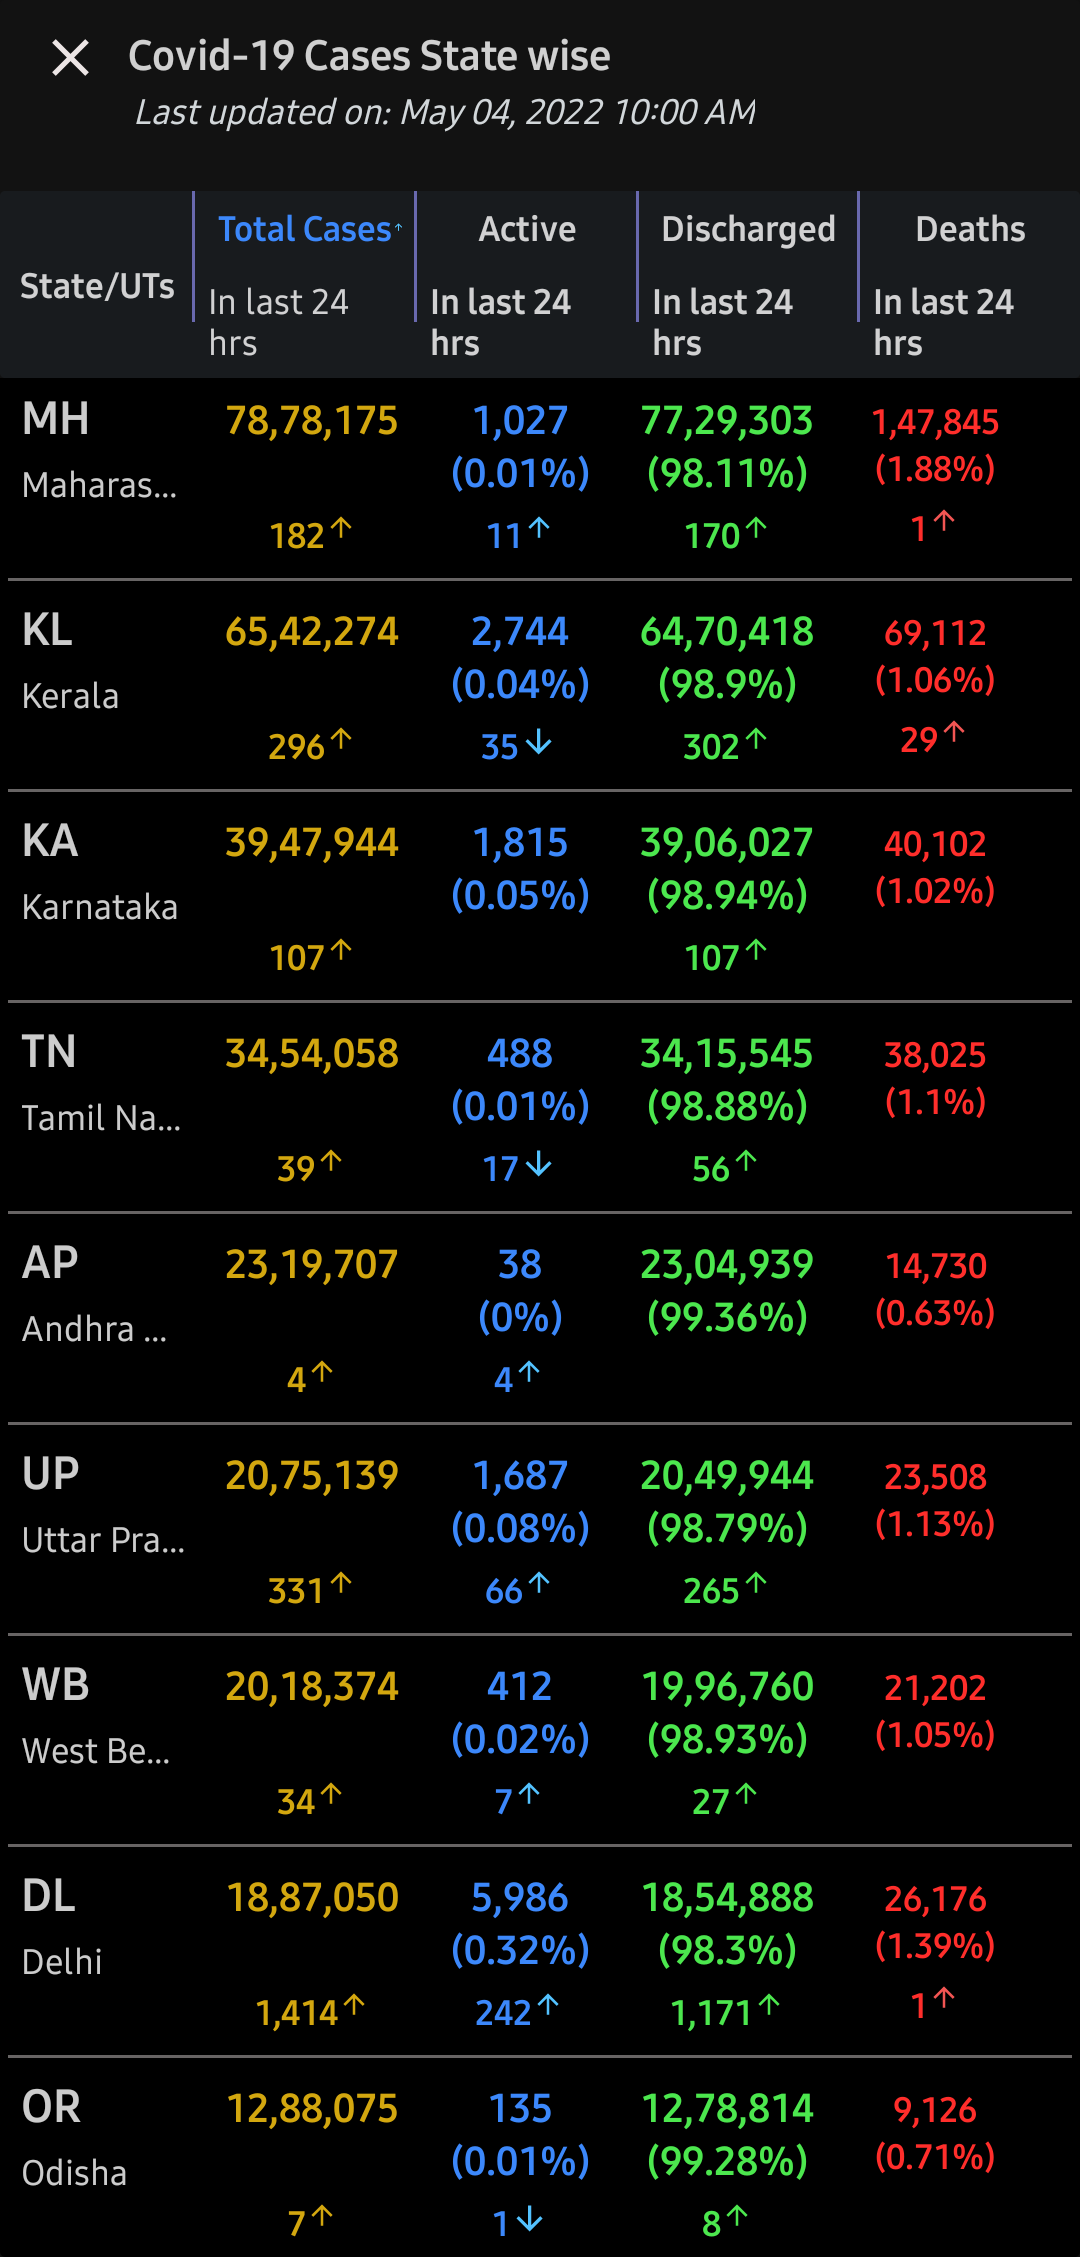 Covid-19 Cases State wise
Last updated on: May 04, 2022 10:00 AM
State/UTs Total Cases↑ Active Discharged Deaths
In last 24 hrs In last 24 hrs In last 24 hrs In last 24 hrs
MH 78,78,175 1,027 77,29,303 1,47,845
(0.01%) (98.11%) (1.88%)
Maharas...
182↑ 11↑ 170↑ 1↑
KL 65,42,274 2,744 64,70,418 69,112
(0.04%) (98.9%) (1.06%)
Kerala
296↑ 35↓ 302↑ 29↑
KA 39,47,944 1,815 39,06,027 40,102
(0.05%) (98.94%) (1.02%)
Karnataka
107↑ 107↑
TN 34,54,058 488 34,15,545 38,025
(0.01%) (98.88%) (1.1%)
Tamil Na...
39↑ 17↓ 56↑
AP 23,19,707 38 23,04,939 14,730
(0%) (99.36%) (0.63%)
Andhra ...
4↑ 4↑
UP 20,75,139 1,687 20,49,944 23,508
(0.08%) (98.79%) (1.13%)
Uttar Pra...
331↑ 66↑ 265↑
WB 20,18,374 412 19,96,760 21,202
(0.02%) (98.93%) (1.05%)
West Be...
34↑ 7↑ 27↑
DL 18,87,050 5,986 18,54,888 26,176
(0.32%) (98.3%) (1.39%)
Delhi
1,414↑ 242↑ 1,171↑ 1↑
OR 12,88,075 135 12,78,814 9,126
(0.01%) (99.28%) (0.71%)
Odisha
7↑ 1↓ 8↑